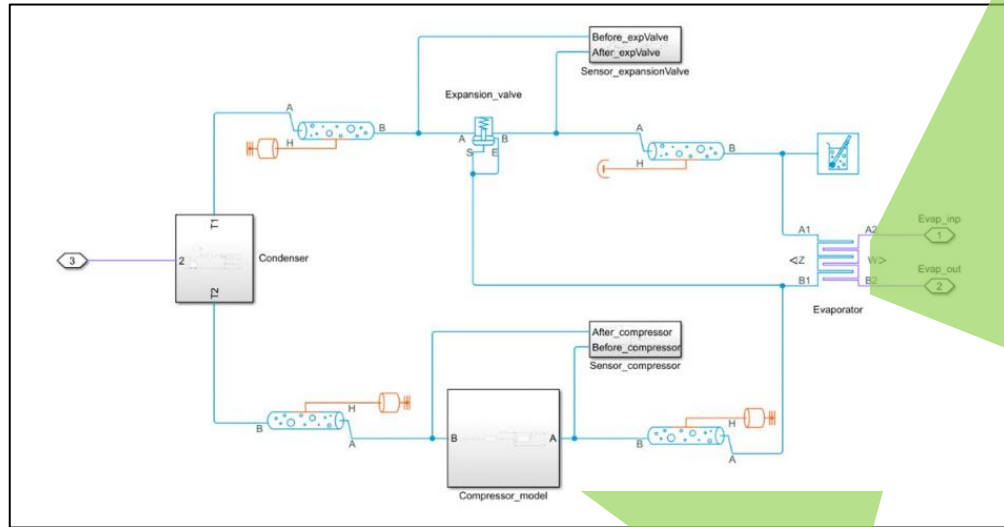 Before_expValve
After_expValve
Sensor_expansionValve
Expansion_valve
A
B
H
A
B
S
E
A
B
H
T1
2
T2
Condenser
3
A1
A2
<Z
W>
B1
B2
Evaporator
Evap_inp
1
Evap_out
2
After_compressor
Before_compressor
Sensor_compressor
B
H
A
B
A
Compressor_model
B
H
A